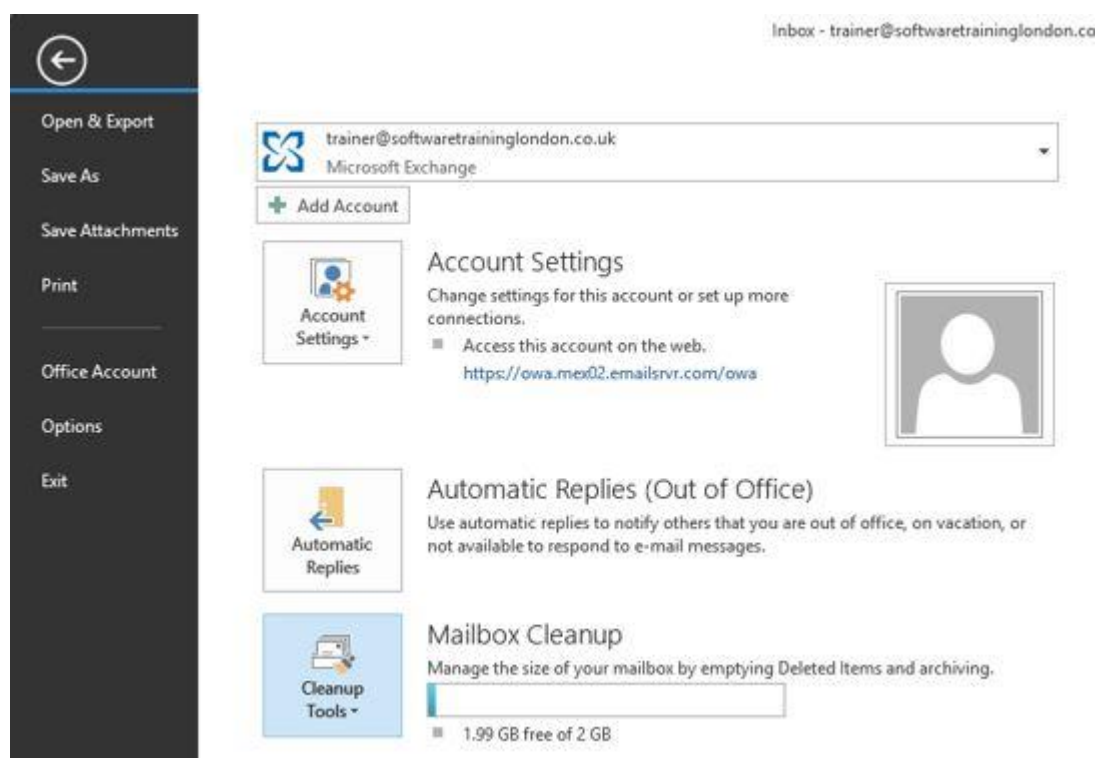 Inbox - trainer@softwaretraininglondon.co
Open & Export
Save As
Save Attachments
Print
Office Account
Options
Exit
trainer@softwaretraininglondon.co.uk
Microsoft Exchange
Add Account
Account
Settings
Account Settings
Change settings for this account or set up more
connections.
Access this account on the web.
https://owa.mex02.emailsrvr.com/owa
Automatic
Replies
Automatic Replies (Out of Office)
Use automatic replies to notify others that you are out of office, on vacation, or
not available to respond to e-mail messages.
Cleanup
Tools
Mailbox Cleanup
Manage the size of your mailbox by emptying Deleted Items and archiving.
1.99 GB free of 2 GB